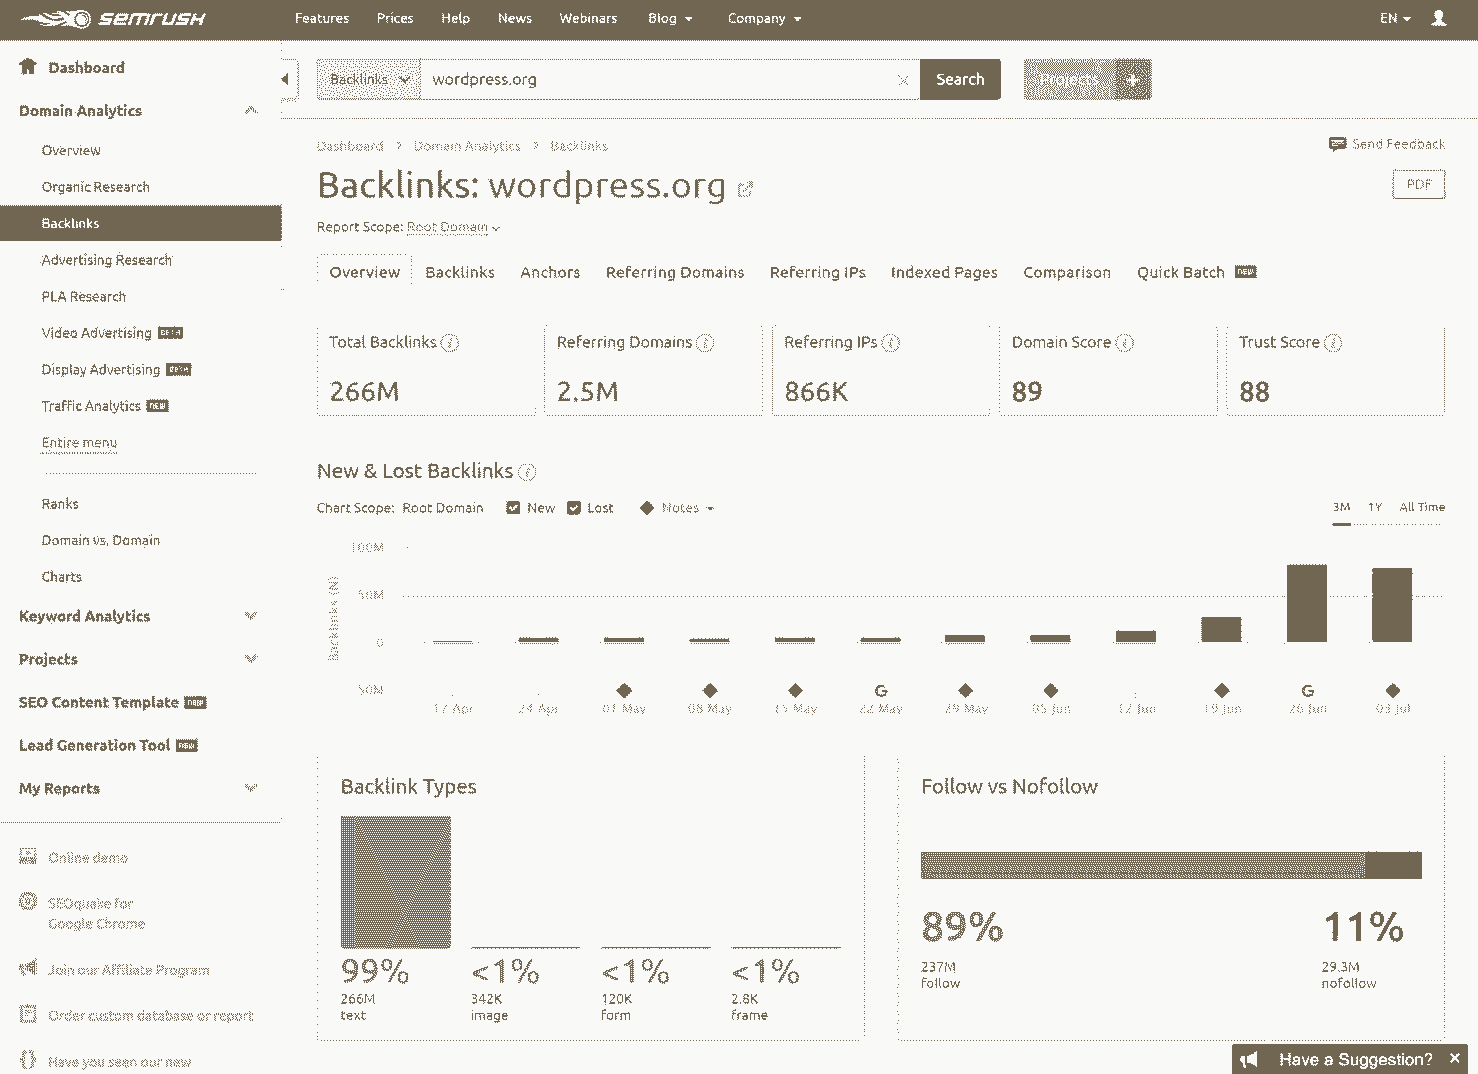 semrush
Features Prices Help News Webinars Blog Company EN
Dashboard
Domain Analytics
Overview
Organic Research
Backlinks
Advertising Research
PLA Research
Video Advertising BETA
Display Advertising BETA
Traffic Analytics NEW
Entire menu
Ranks
Domain vs. Domain
Charts
Keyword Analytics
Projects
SEO Content Template NEW
Lead Generation Tool NEW
My Reports
Online demo
SEOquake for
Google Chrome
Join our Affiliate Program
Order custom database or report
Have you seen our new
Backlinks wordpress.org Search Projects +
Dashboard > Domain Analytics > Backlinks
Send Feedback
Backlinks: wordpress.org
PDF
Report Scope: Root Domain
Overview Backlinks Anchors Referring Domains Referring IPs Indexed Pages Comparison Quick Batch NEW
Total Backlinks i
266M
Referring Domains i
2.5M
Referring IPs i
866K
Domain Score i
89
Trust Score i
88
New & Lost Backlinks i
Chart Scope: Root Domain New Lost Notes 3M 1Y All Time
Backlinks (N)
100M
50M
0
50M
G G
17 Apr 24 Apr 01 May 08 May 15 May 22 May 29 May 05 Jun 12 Jun 19 Jun 26 Jun 03 Jul
Backlink Types
99% <1% <1% <1%
266M 342K 120K 2.8K
text image form frame
Follow vs Nofollow
89% 11%
237M 29.3M
follow nofollow
Have a Suggestion? ×